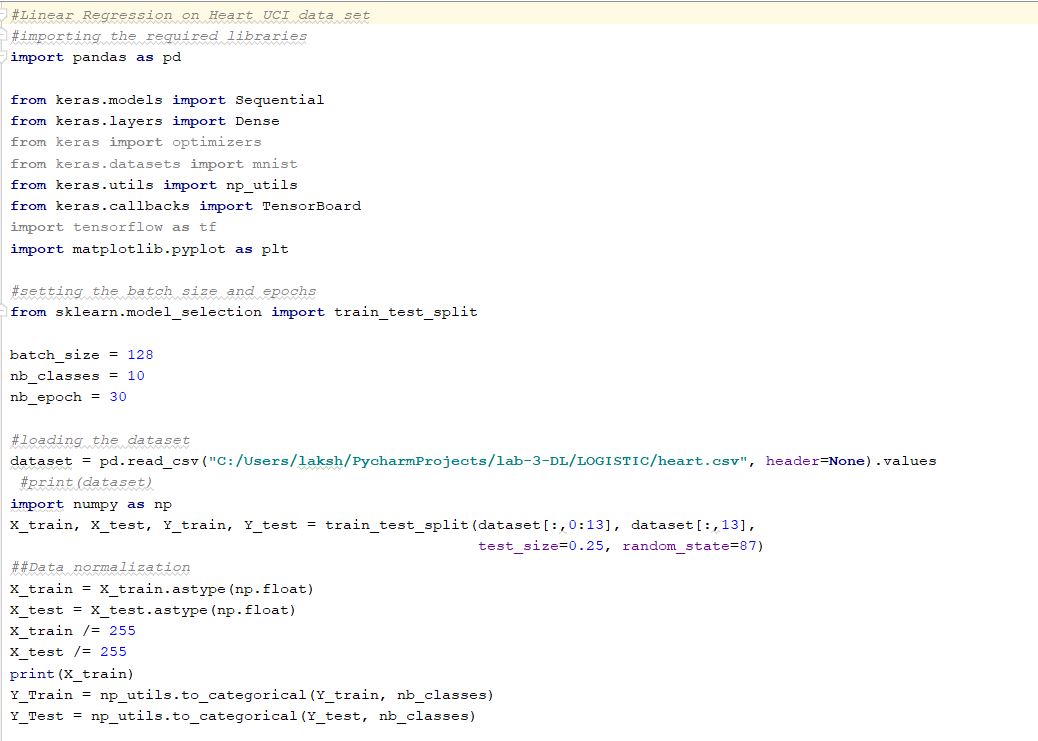 #Linear Regression on Heart UCI data set
#importing the required libraries
import pandas as pd
from keras.models import Sequential
from keras.layers import Dense
from keras import optimizers
from keras.datasets import mnist
from keras.utils import np_utils
from keras.callbacks import TensorBoard
import tensorflow as tf
import matplotlib.pyplot as plt
#setting the batch size and epochs
from sklearn.model_selection import train_test_split
batch_size = 128
nb_classes = 10
nb_epoch = 30
#loading the dataset
dataset = pd.read_csv("C:/Users/laksh/PycharmProjects/lab-3-DL/LOGISTIC/heart.csv", header=None).values
#print(dataset)
import numpy as np
X_train, X_test, Y_train, Y_test = train_test_split(dataset[:,0:13], dataset[:,13],
test_size=0.25, random_state=87)
##Data normalization
X_train = X_train.astype(np.float)
X_test = X_test.astype(np.float)
X_train /= 255
X_test /= 255
print(X_train)
Y_Train = np_utils.to_categorical(Y_train, nb_classes)
Y_Test = np_utils.to_categorical(Y_test, nb_classes)